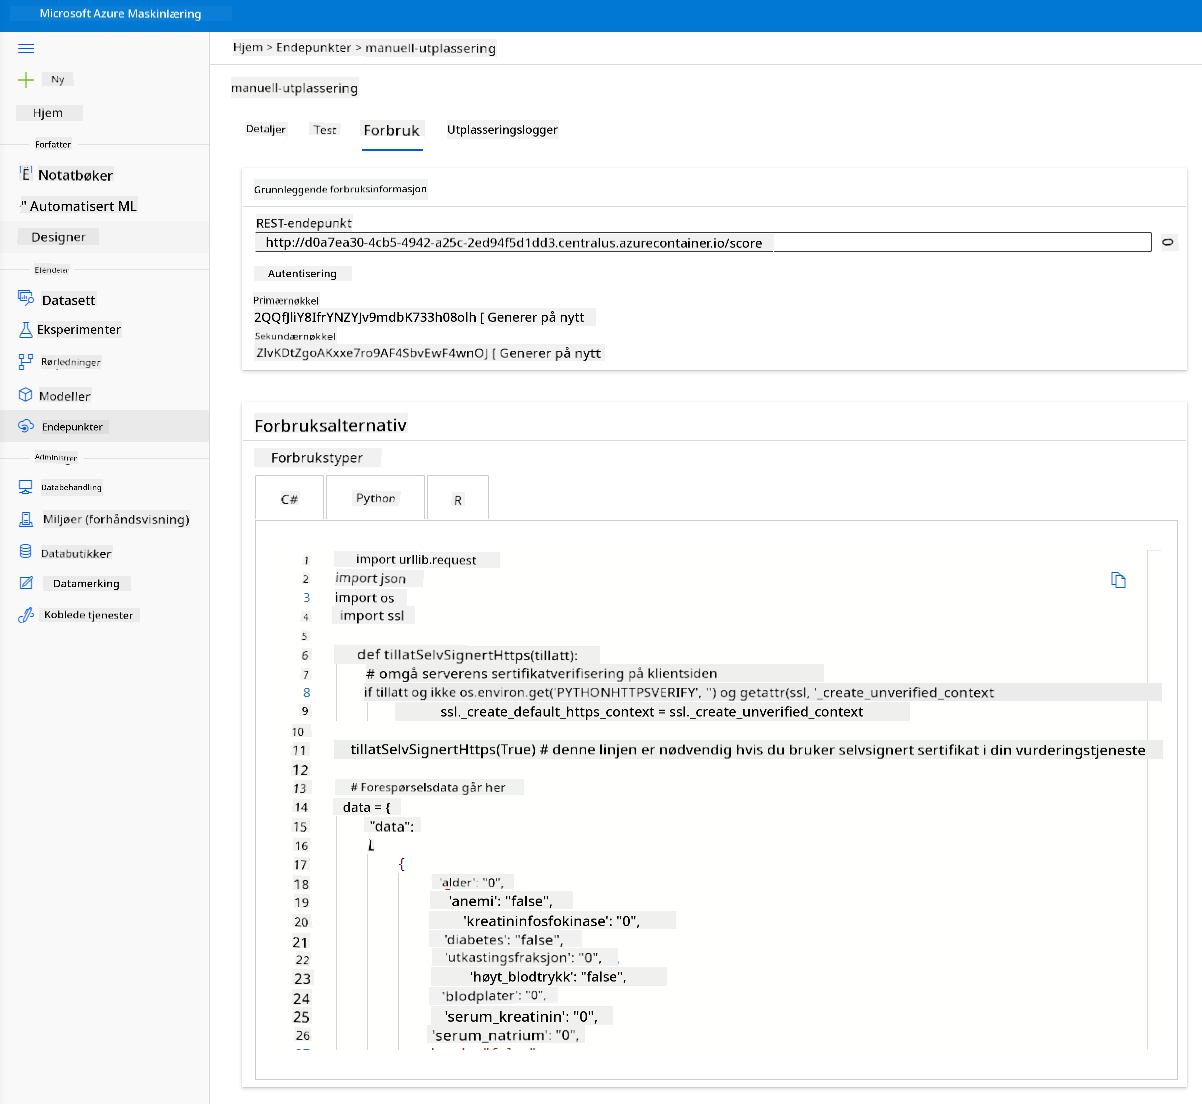 Microsoft Azure Maskinlæring
Hjem > Endepunkter > manuell-utplassering
Ny
Hjem
Forfatter
Notatbøker
Automatisert ML
Designer
Eiendeler
Datasett
Eksperimenter
Rørledninger
Modeller
Endepunkter
Administrer
Databehandling
Miljøer (forhåndsvisning)
Databutikker
Datamerking
Koblede tjenester
manuell-utplassering
Detaljer Test Forbruk Utplasseringslogger
Grunnleggende forbruksinformasjon
REST-endepunkt
http://d0a7ea30-4cb5-4942-a25c-2ed94f5d1dd3.centralus.azurecontainer.io/score
Autentisering
Primærnøkkel
2QQfJliY8IfrYNZYJv9mdbK733h08olh [ Generer på nytt
Sekundærnøkkel
ZlvKDtZgoAKxxe7ro9AF4SbvEwF4wnOJ [ Generer på nytt
Forbruksalternativ
Forbrukstyper
C# Python R
1 import urllib.request
2 import json
3 import os
4 import ssl
5
6 def tillatSelvSignertHttps(tillatt):
7 # omgå serverens sertifikatverifisering på klientsiden
8 if tillatt og ikke os.environ.get('PYTHONHTTPSVERIFY', '') og getattr(ssl, '_create_unverified_context
9 ssl._create_default_https_context = ssl._create_unverified_context
10
11 tillatSelvSignertHttps(True) # denne linjen er nødvendig hvis du bruker selvsignert sertifikat i din vurderingstjeneste
12
13 # Forespørselsdata går her
14 data = {
15 "data":
16 [
17 {
18 'alder': "0",
19 'anemi': "false",
20 'kreatininfosfokinase': "0",
21 'diabetes': "false",
22 'utkastingsfraksjon': "0",
23 'høyt_blodtrykk': "false",
24 'blodplater': "0",
25 'serum_kreatinin': "0",
26 'serum_natrium': "0",